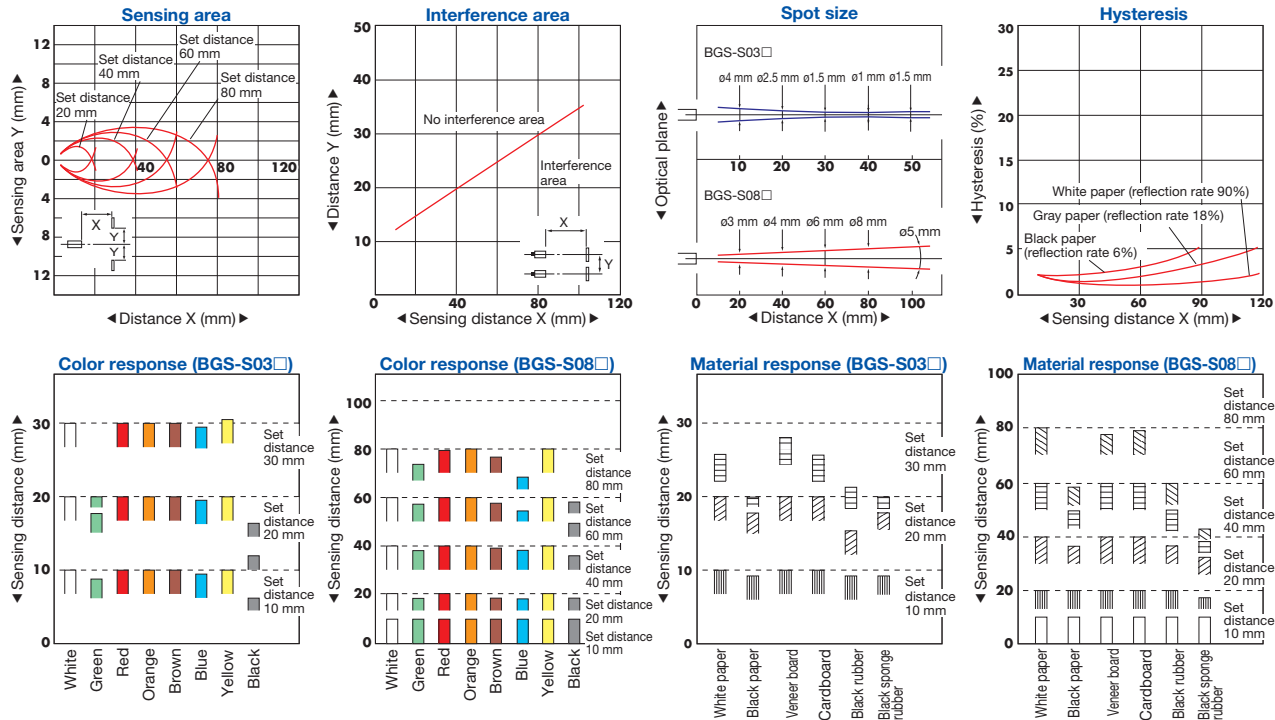 Sensing area
12
8
4
0
4
8
12
◄ Sensing area Y (mm) ►
Set distance
60 mm
Set distance
40 mm
Set distance
80 mm
Set distance
20 mm
40
80
120
X
Y
Y
◄ Distance X (mm) ►
Interference area
50
40
30
20
10
◄ Distance Y (mm) ►
No interference area
Interference
area
X
Y
0
40
80
120
◄ Sensing distance X (mm) ►
Spot size
◄ Optical plane ►
BGS-S03□
ø4 mm ø2.5 mm ø1.5 mm ø1 mm ø1.5 mm
10 20 30 40 50
BGS-S08□
ø3 mm ø4 mm ø6 mm ø8 mm
ø5 mm
20 40 60 80 100
◄ Distance X (mm) ►
Hysteresis
30
25
20
15
10
5
0
◄ Hysteresis (%) ►
White paper (reflection rate 90%)
Gray paper (reflection rate 18%)
Black paper
(reflection rate 6%)
30 60 90 120
◄ Sensing distance X (mm) ►
Color response (BGS-S03□)
30
20
10
0
◄ Sensing distance (mm) ►
Set
distance
30 mm
Set
distance
20 mm
Set
distance
10 mm
White
Green
Red
Orange
Brown
Blue
Yellow
Black
Color response (BGS-S08□)
100
80
60
40
20
0
◄ Sensing distance (mm) ►
Set
distance
80 mm
Set
distance
60 mm
Set
distance
40 mm
Set distance
20 mm
Set distance
10 mm
White
Green
Red
Orange
Brown
Blue
Yellow
Black
Material response (BGS-S03□)
30
20
10
0
◄ Sensing distance (mm) ►
Set
distance
30 mm
Set
distance
20 mm
Set
distance
10 mm
White paper
Black paper
Veneer board
Cardboard
Black rubber
Black sponge
rubber
Material response (BGS-S08□)
100
80
60
40
20
0
◄ Sensing distance (mm) ►
Set
distance
80 mm
Set
distance
60 mm
Set
distance
40 mm
Set
distance
20 mm
Set
distance
10 mm
White paper
Black paper
Veneer board
Cardboard
Black rubber
Black sponge
rubber